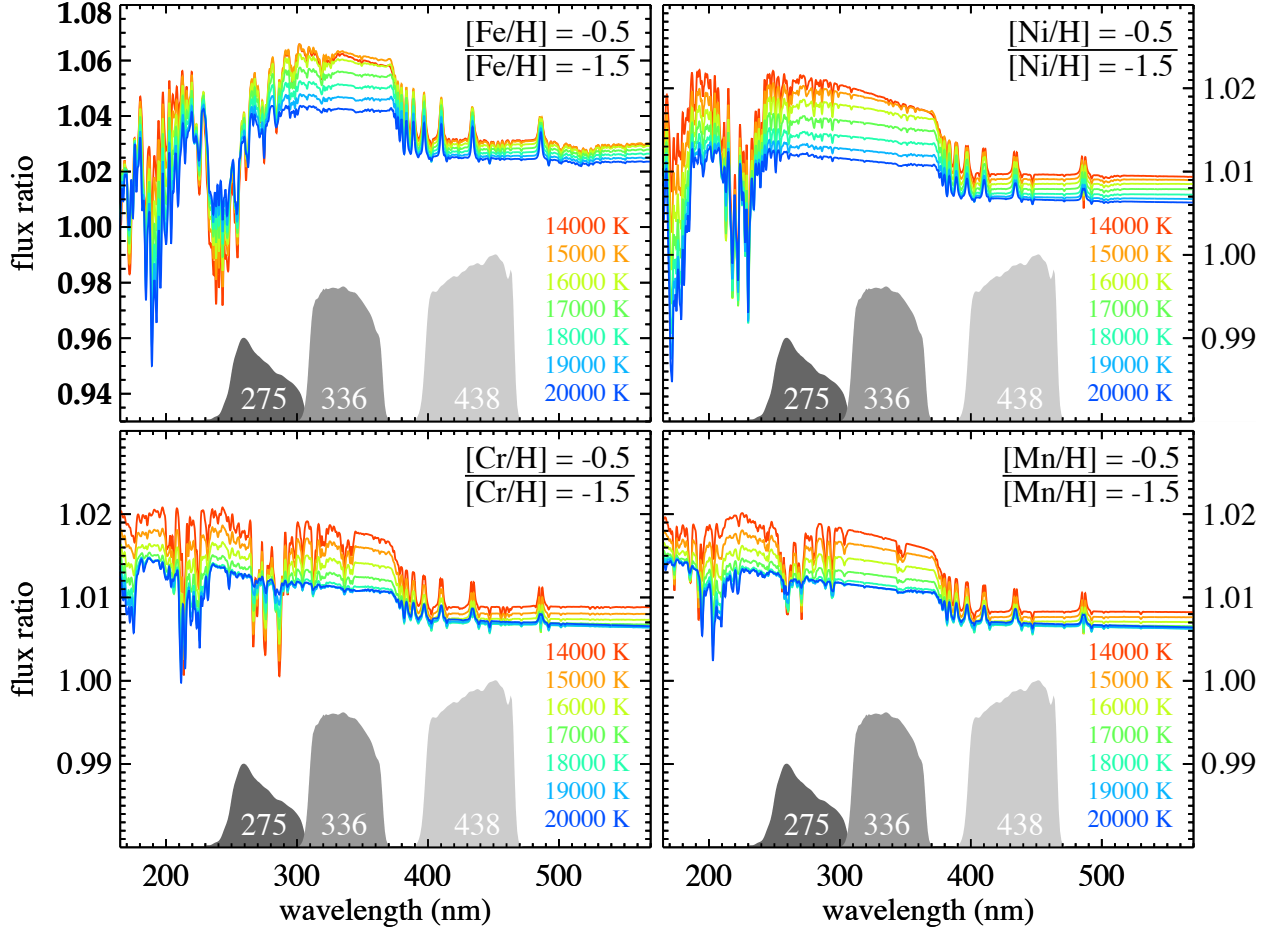 1.08
1.06
1.04
1.02
1.00
0.98
0.96
0.94
flux ratio
[Fe/H] = -0.5
[Fe/H] = -1.5
14000 K
15000 K
16000 K
17000 K
18000 K
19000 K
20000 K
275 336 438
[Ni/H] = -0.5
[Ni/H] = -1.5
14000 K
15000 K
16000 K
17000 K
18000 K
19000 K
20000 K
275 336 438
1.02
1.01
1.00
0.99
1.02
1.01
1.00
0.99
flux ratio
[Cr/H] = -0.5
[Cr/H] = -1.5
14000 K
15000 K
16000 K
17000 K
18000 K
19000 K
20000 K
275 336 438
200 300 400 500
wavelength (nm)
[Mn/H] = -0.5
[Mn/H] = -1.5
14000 K
15000 K
16000 K
17000 K
18000 K
19000 K
20000 K
275 336 438
1.02
1.01
1.00
0.99
200 300 400 500
wavelength (nm)